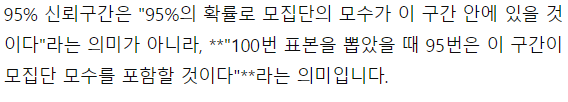 95% 신뢰구간은 "95%의 확률로 모집단의 모수가 이 구간 안에 있을 것
이다"라는 의미가 아니라, **"100번 표본을 뽑았을 때 95번은 이 구간이
모집단 모수를 포함할 것이다"**라는 의미입니다.